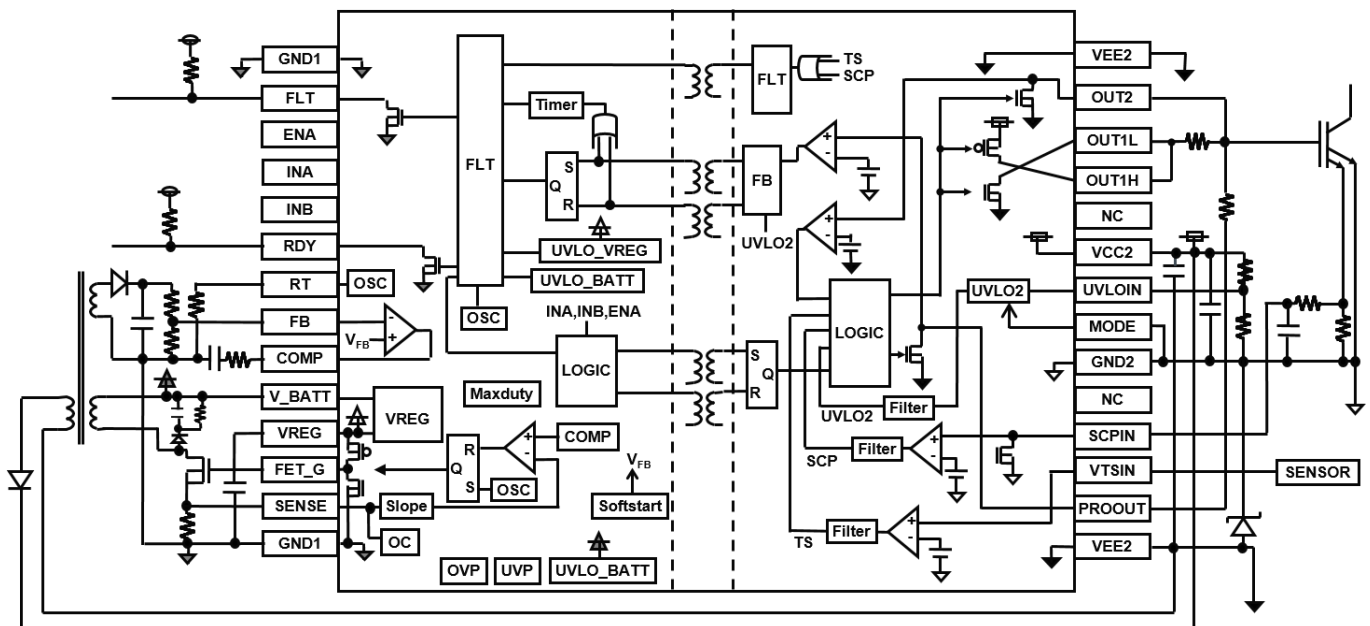 GND1
FLT
ENA
INA
INB
RDY
RT
FB
COMP
V_BATT
VREG
FET_G
SENSE
GND1
FLT
Timer
S
Q
R
UVLO_VREG
UVLO_BATT
OSC
OSC
VFB
-
+
INA,INB,ENA
LOGIC
Maxduty
VREG
R
Q
S
+
-
COMP
OSC
Slope
OC
VFB
Softstart
OVP
UVP
UVLO_BATT
FLT
TS
SCP
FB
UVLO2
+
-
+
-
LOGIC
UVLO2
S
Q
R
UVLO2
Filter
SCP
Filter
+
-
TS
Filter
+
-
VEE2
OUT2
OUT1L
OUT1H
NC
VCC2
UVLOIN
MODE
GND2
NC
SCPIN
VTSIN
PROOUT
VEE2
SENSOR